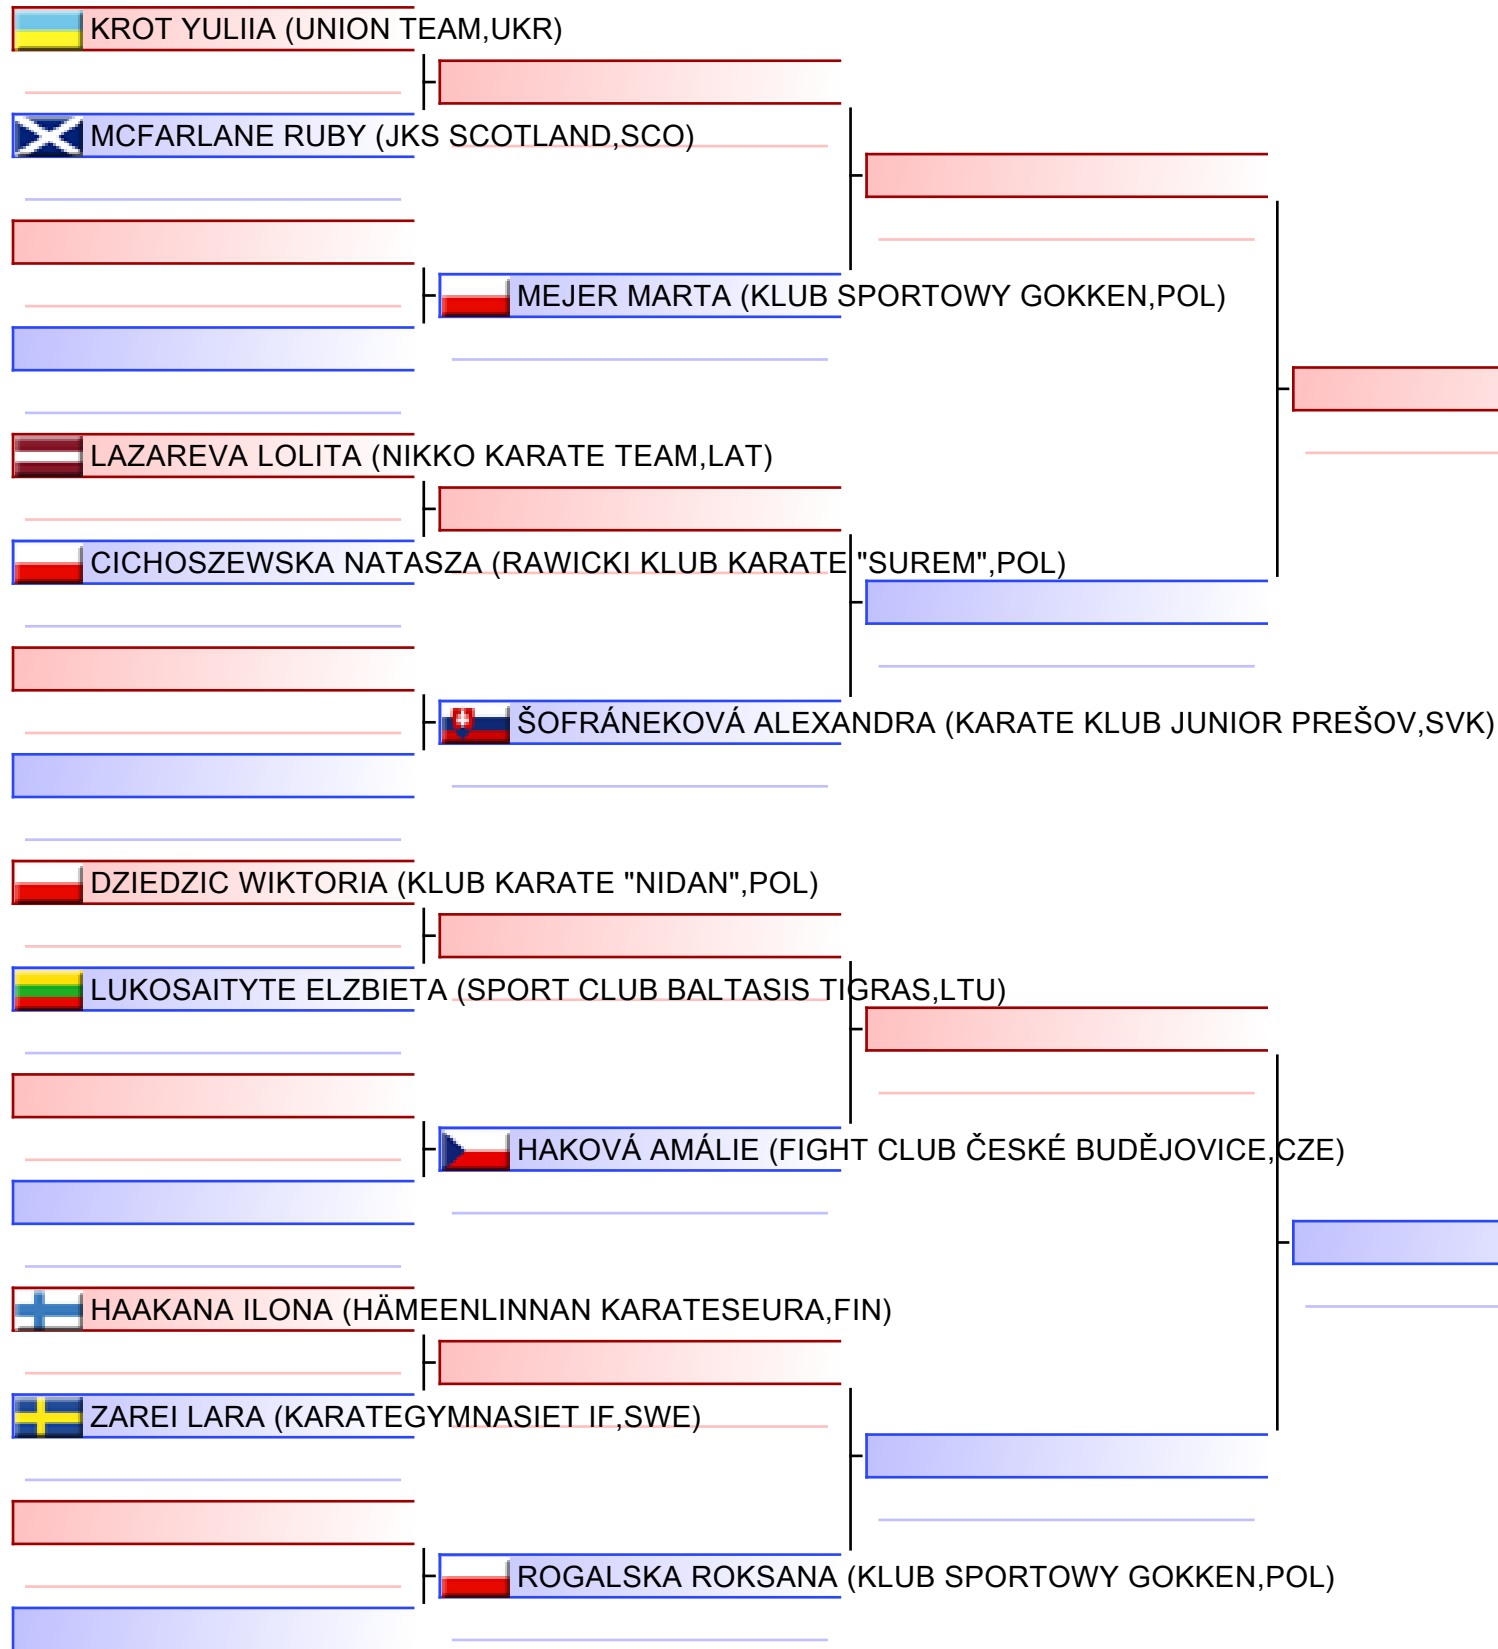 KROT YULIIA (UNION TEAM,UKR)
MCFARLANE RUBY (JKS SCOTLAND,SCO)
MEJER MARTA (KLUB SPORTOWY GOKKEN,POL)
LAZAREVA LOLITA (NIKKO KARATE TEAM,LAT)
CICHOSZEWSKA NATASZA (RAWICKI KLUB KARATE "SUREM",POL)
ŠOFRÁNEKOVÁ ALEXANDRA (KARATE KLUB JUNIOR PREŠOV,SVK)
DZIEDZIC WIKTORIA (KLUB KARATE "NIDAN",POL)
LUKOSAITYTE ELZBIETA (SPORT CLUB BALTASIS TIGRAS,LTU)
HAKOVÁ AMÁLIE (FIGHT CLUB ČESKÉ BUDĚJOVICE,CZE)
HAAKANA ILONA (HÄMEENLINNAN KARATESEURA,FIN)
ZAREI LARA (KARATEGYMNASIET IF,SWE)
ROGALSKA ROKSANA (KLUB SPORTOWY GOKKEN,POL)